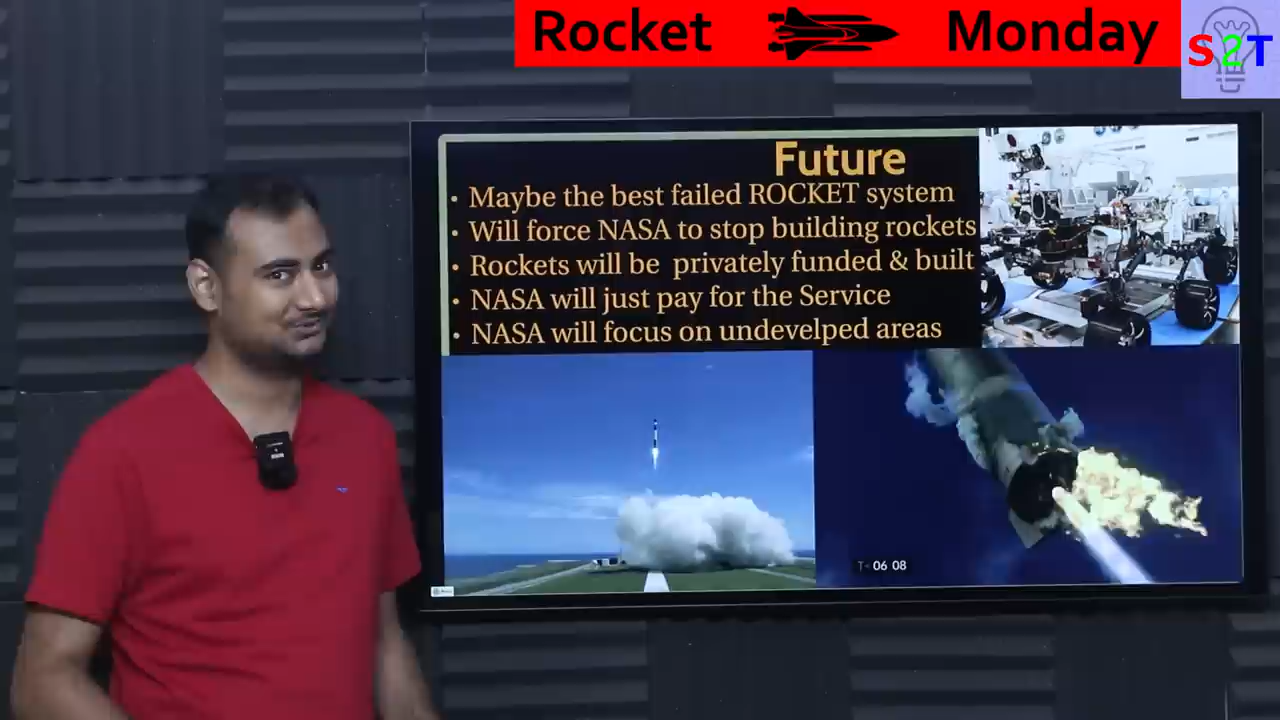 Rocket Monday
S2T
Future
• Maybe the best failed ROCKET system
• Will force NASA to stop building rockets
• Rockets will be privately funded & built
• NASA will just pay for the Service
• NASA will focus on undevelped areas
T- 06 08